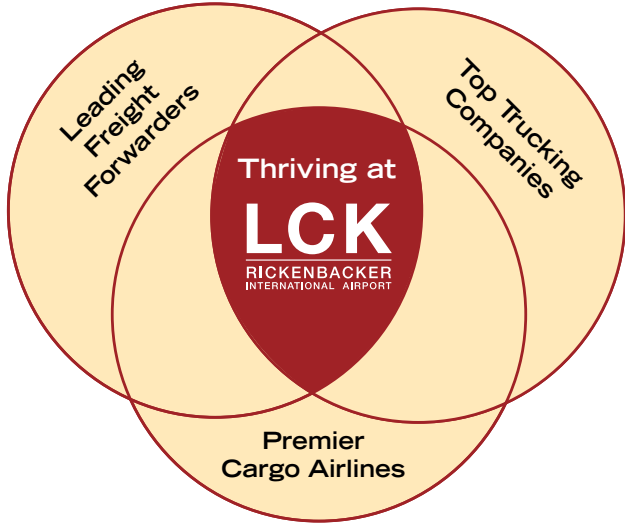 Leading
Freight
Forwarders
Top Trucking
Companies
Thriving at
LCK
RICKENBACKER
INTERNATIONAL AIRPORT
Premier
Cargo Airlines